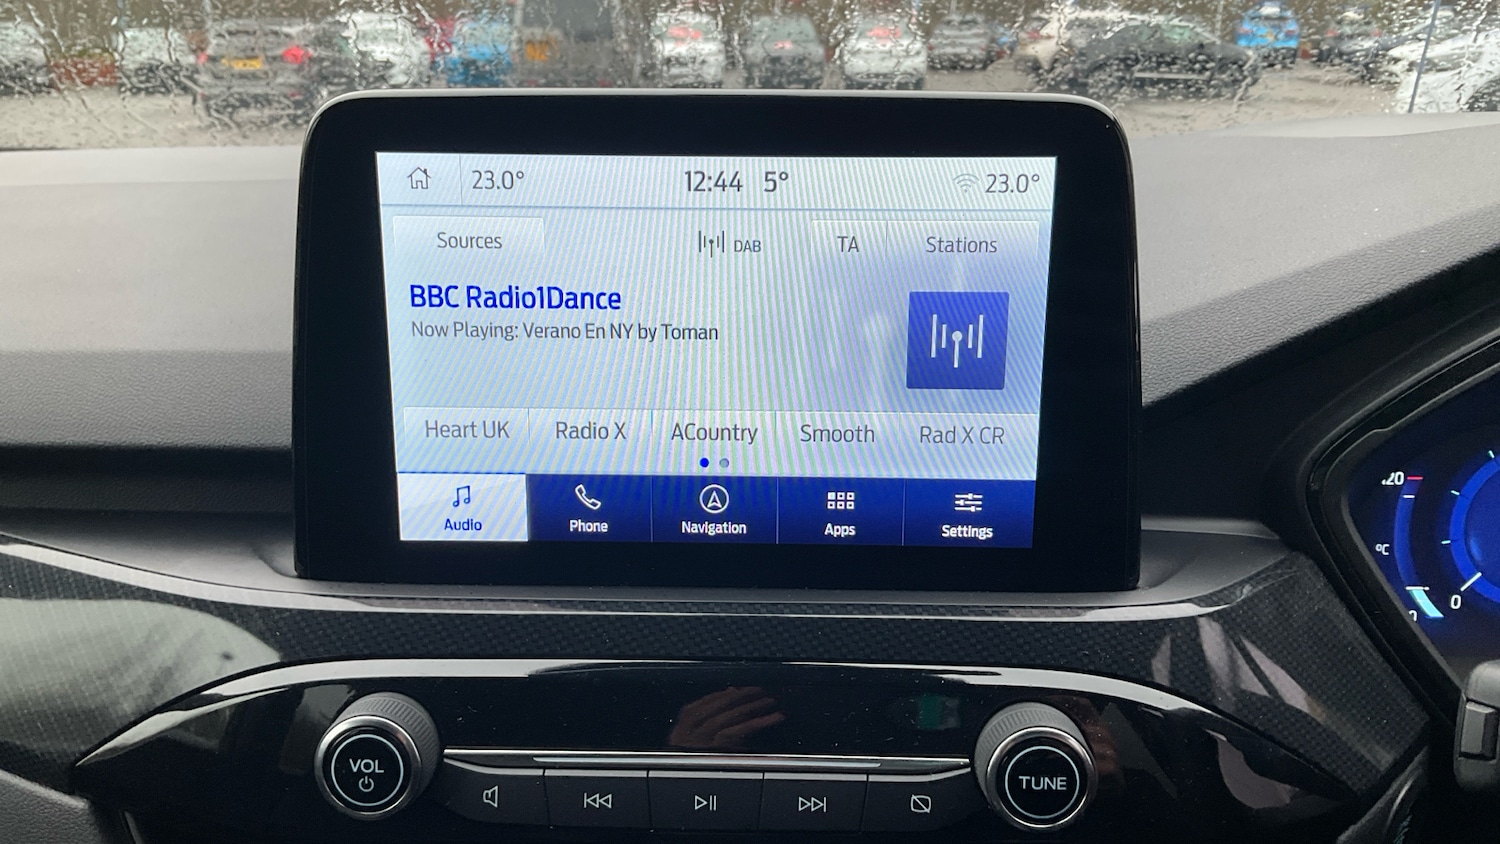 23.0° 12:44 5° 23.0°
Sources DAB TA Stations
BBC Radio1Dance
Now Playing: Verano En NY by Toman
Heart UK Radio X ACountry Smooth Rad X CR
Audio Phone Navigation Apps Settings
°C
0
VOL
TUNE